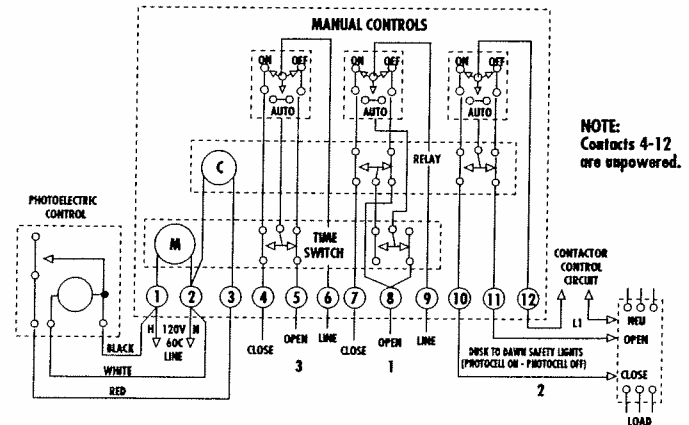 MANUAL CONTROLS
ON OFF ON OFF ON OFF
AUTO AUTO AUTO
NOTE:
Contacts 4-12
are unpowered.
RELAY
C
PHOTOELECTRIC
CONTROL
M
TIME
SWITCH
CONTACTOR
CONTROL
CIRCUIT
1 2 3 4 5 6 7 8 9 10 11 12
H 120V N
60C
LINE
BLACK
WHITE
RED
CLOSE OPEN LINE CLOSE OPEN LINE
3 1
L1
NEU
OPEN
DUSK TO DAWN SAFETY LIGHTS
(PHOTOCELL ON - PHOTOCELL OFF)
2
CLOSE
LOAD